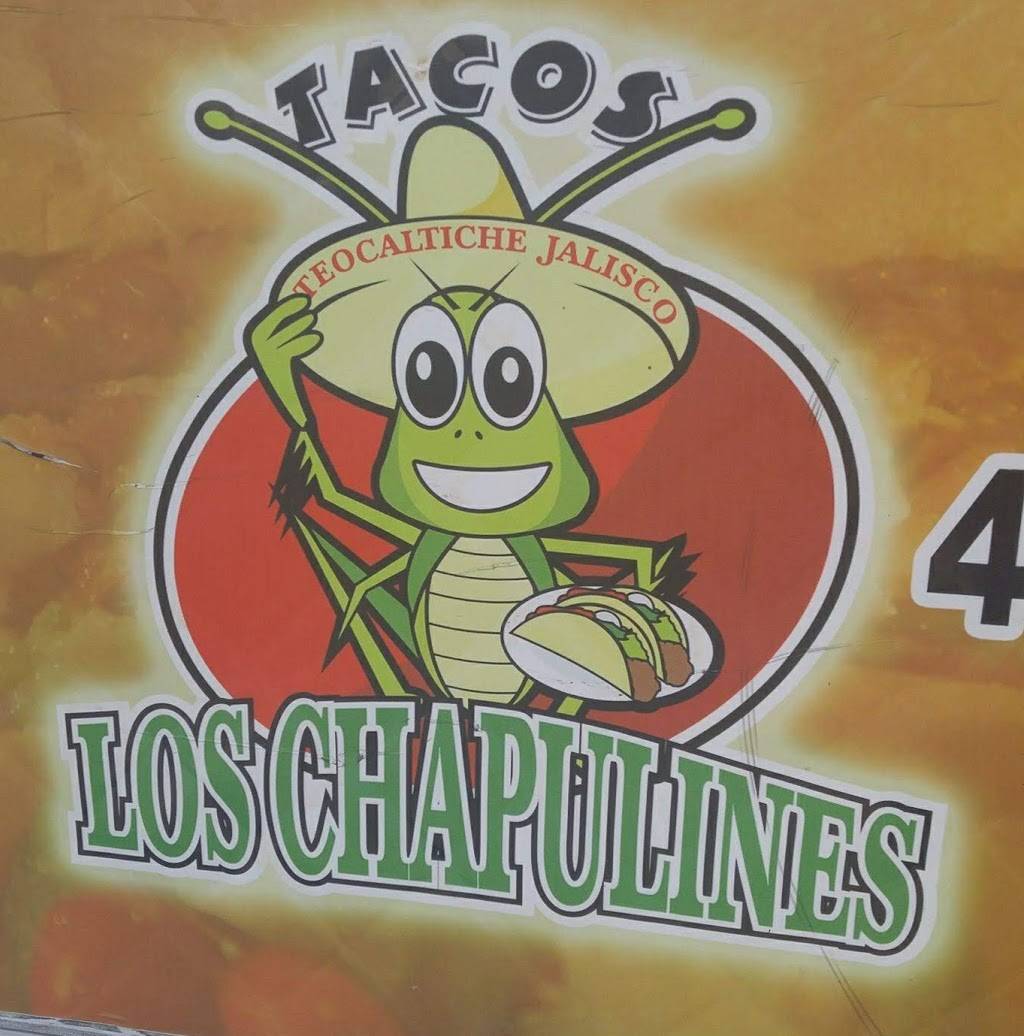 TACOS
TEOCALTICHE JALISCO
LOS CHAPULINES
4